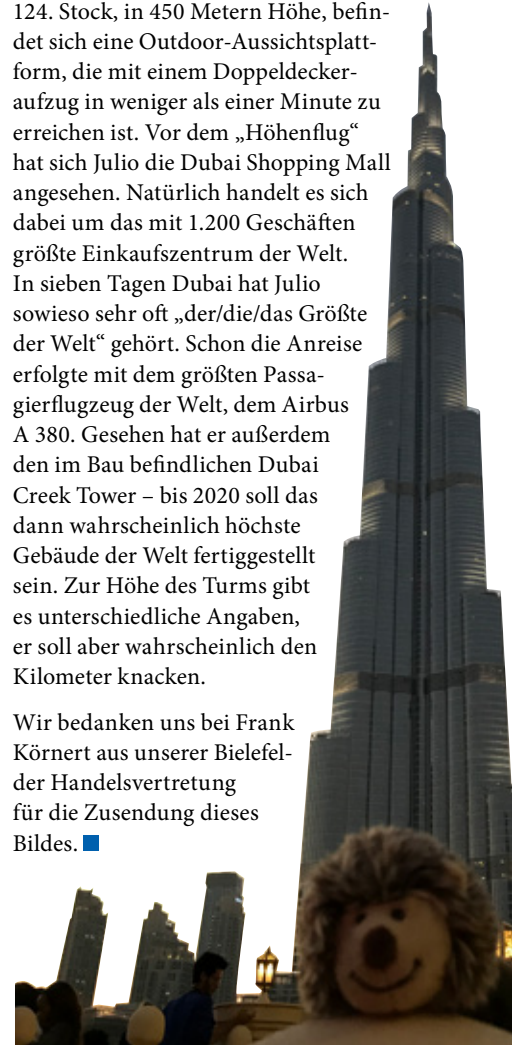 124. Stock, in 450 Metern Höhe, befin-
det sich eine Outdoor-Aussichtsplatt-
form, die mit einem Doppeldecker-
aufzug in weniger als einer Minute zu
erreichen ist. Vor dem „Höhenflug“
hat sich Julio die Dubai Shopping Mall
angesehen. Natürlich handelt es sich
dabei um das mit 1.200 Geschäften
größte Einkaufszentrum der Welt.
In sieben Tagen Dubai hat Julio
sowieso sehr oft „der/die/das Größte
der Welt“ gehört. Schon die Anreise
erfolgte mit dem größten Passa-
gierflugzeug der Welt, dem Airbus
A 380. Gesehen hat er außerdem
den im Bau befindlichen Dubai
Creek Tower – bis 2020 soll das
dann wahrscheinlich höchste
Gebäude der Welt fertiggestellt
sein. Zur Höhe des Turms gibt
es unterschiedliche Angaben,
er soll aber wahrscheinlich den
Kilometer knacken.
Wir bedanken uns bei Frank
Körnert aus unserer Bielefel-
der Handelsvertretung
für die Zusendung dieses
Bildes.